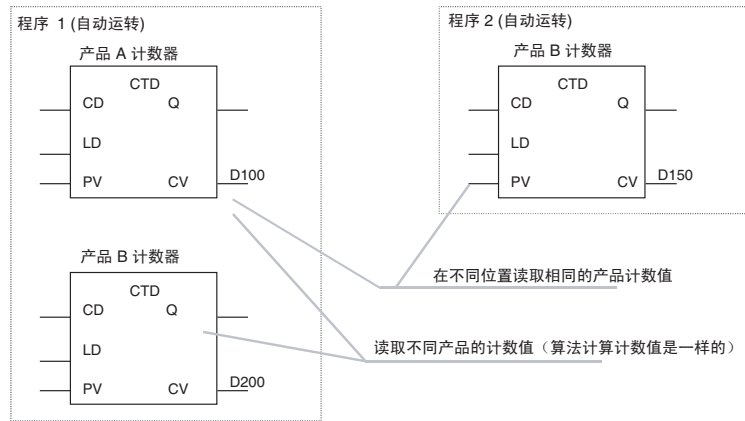 程序 1 (自动运转)
产品 A 计数器
CTD
CD Q
LD
PV CV D100
产品 B 计数器
CTD
CD Q
LD
PV CV D200
程序 2 (自动运转)
产品 B 计数器
CTD
CD Q
LD
PV CV D150
在不同位置读取相同的产品计数值
读取不同产品的计数值（算法计算计数值是一样的）